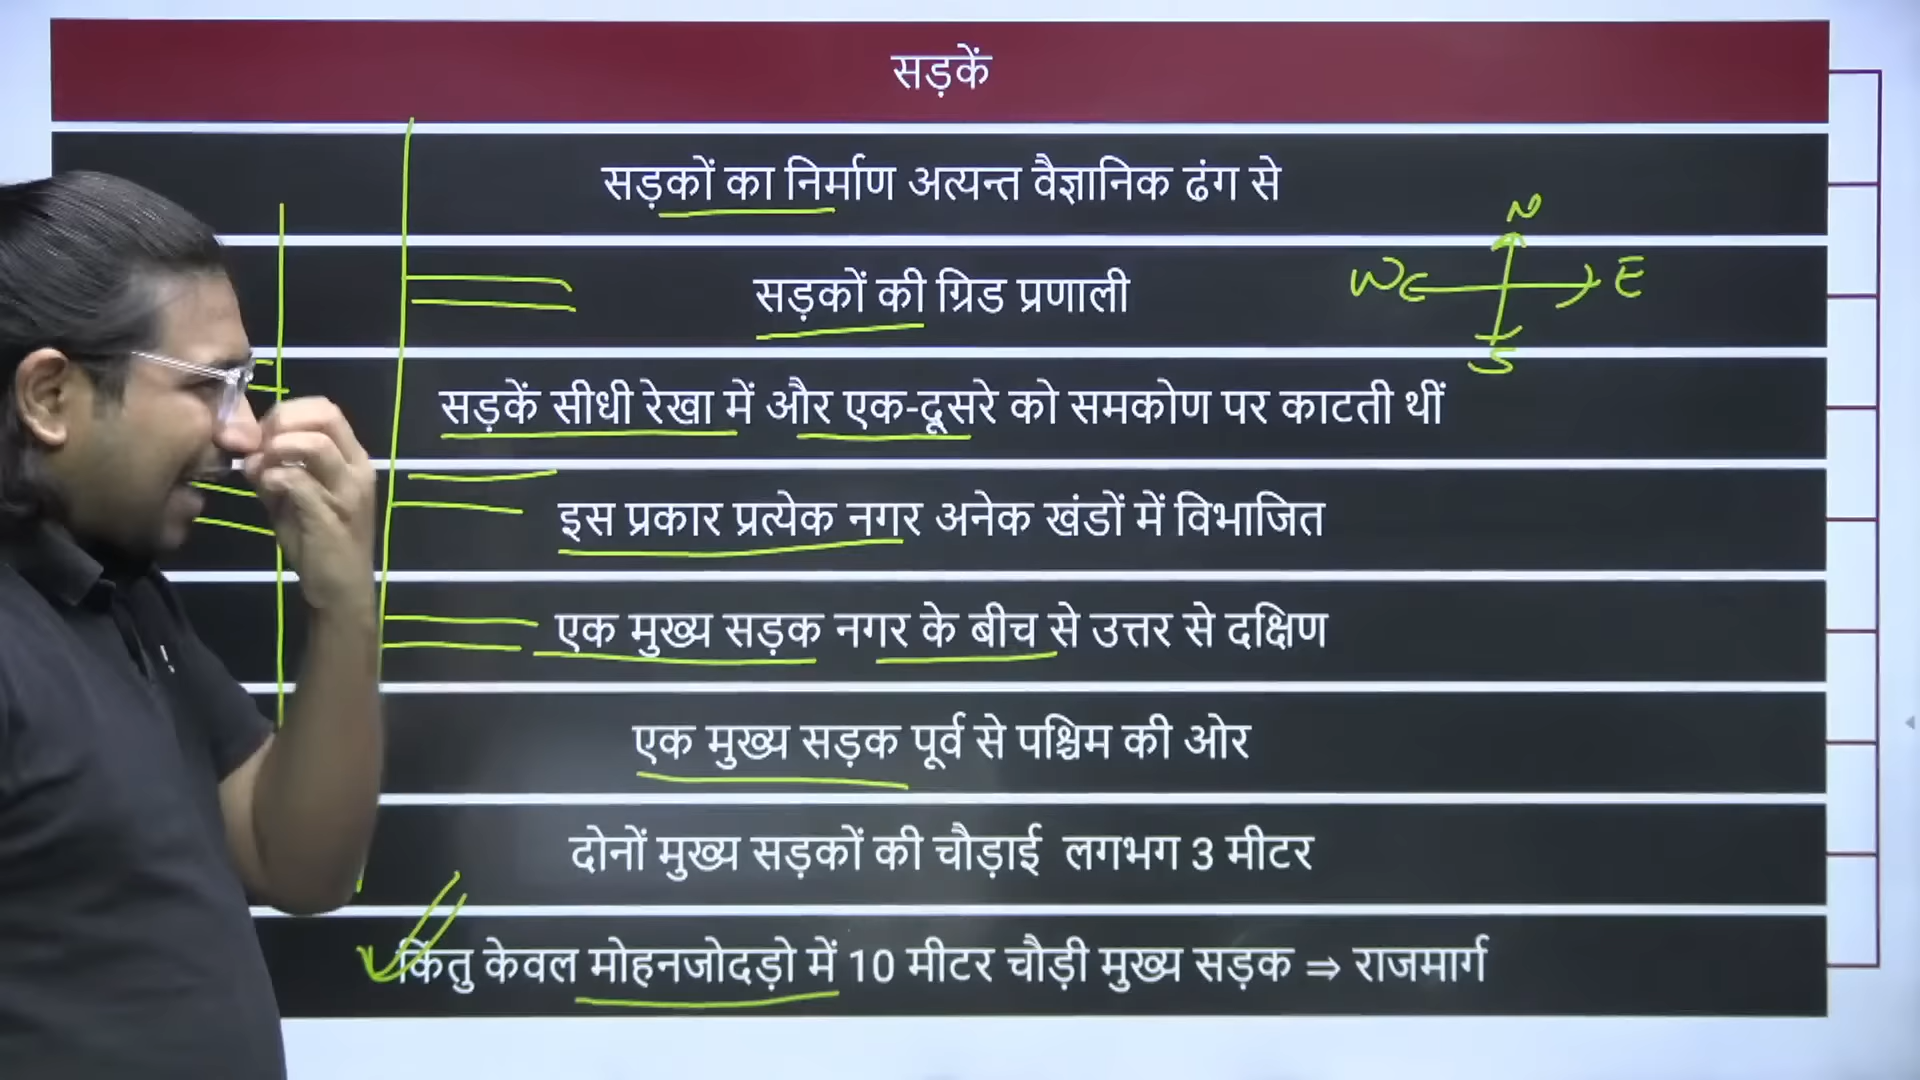 सड़कें
सड़कों का निर्माण अत्यन्त वैज्ञानिक ढंग से
N
W E
सड़कों की ग्रिड प्रणाली
S
सड़कें सीधी रेखा में और एक-दूसरे को समकोण पर काटती थीं
इस प्रकार प्रत्येक नगर अनेक खंडों में विभाजित
एक मुख्य सड़क नगर के बीच से उत्तर से दक्षिण
एक मुख्य सड़क पूर्व से पश्चिम की ओर
दोनों मुख्य सड़कों की चौड़ाई लगभग 3 मीटर
किंतु केवल मोहनजोदड़ो में 10 मीटर चौड़ी मुख्य सड़क ⇒ राजमार्ग